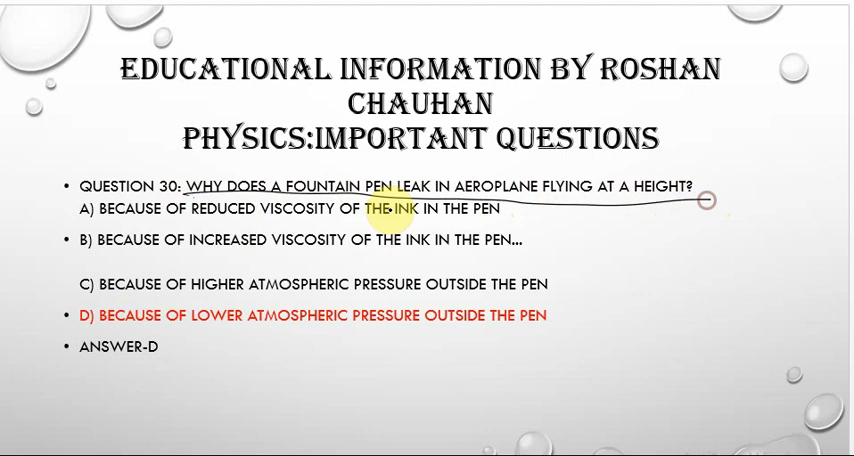 EDUCATIONAL INFORMATION BY ROSHAN
CHAUHAN
PHYSICS:IMPORTANT QUESTIONS
• QUESTION 30: WHY DOES A FOUNTAIN PEN LEAK IN AEROPLANE FLYING AT A HEIGHT?
A) BECAUSE OF REDUCED VISCOSITY OF THE INK IN THE PEN
• B) BECAUSE OF INCREASED VISCOSITY OF THE INK IN THE PEN...
C) BECAUSE OF HIGHER ATMOSPHERIC PRESSURE OUTSIDE THE PEN
• D) BECAUSE OF LOWER ATMOSPHERIC PRESSURE OUTSIDE THE PEN
• ANSWER-D